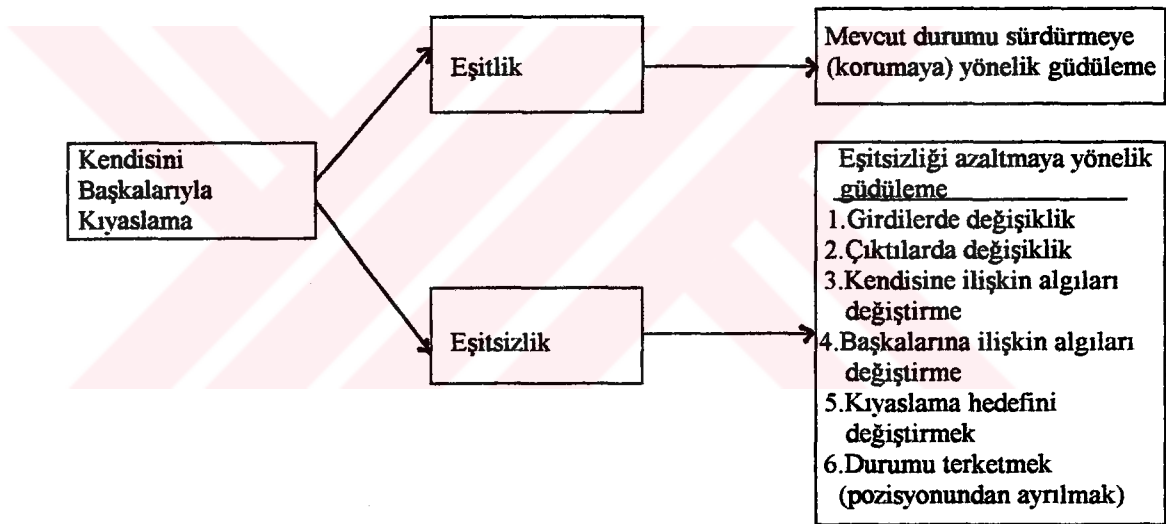 Kendisini
Başkalarıyla
Kıyaslama
Eşitlik
Mevcut durumu sürdürmeye
(korumaya) yönelik güdüleme
Eşitsizlik
Eşitsizliği azaltmaya yönelik
güdüleme
1.Girdilerde değişiklik
2.Çıktılarda değişiklik
3.Kendisine ilişkin algıları
değiştirme
4.Başkalarına ilişkin algıları
değiştirme
5.Kıyaslama hedefini
değiştirmek
6.Durumu terketmek
(pozisyonundan ayrılmak)